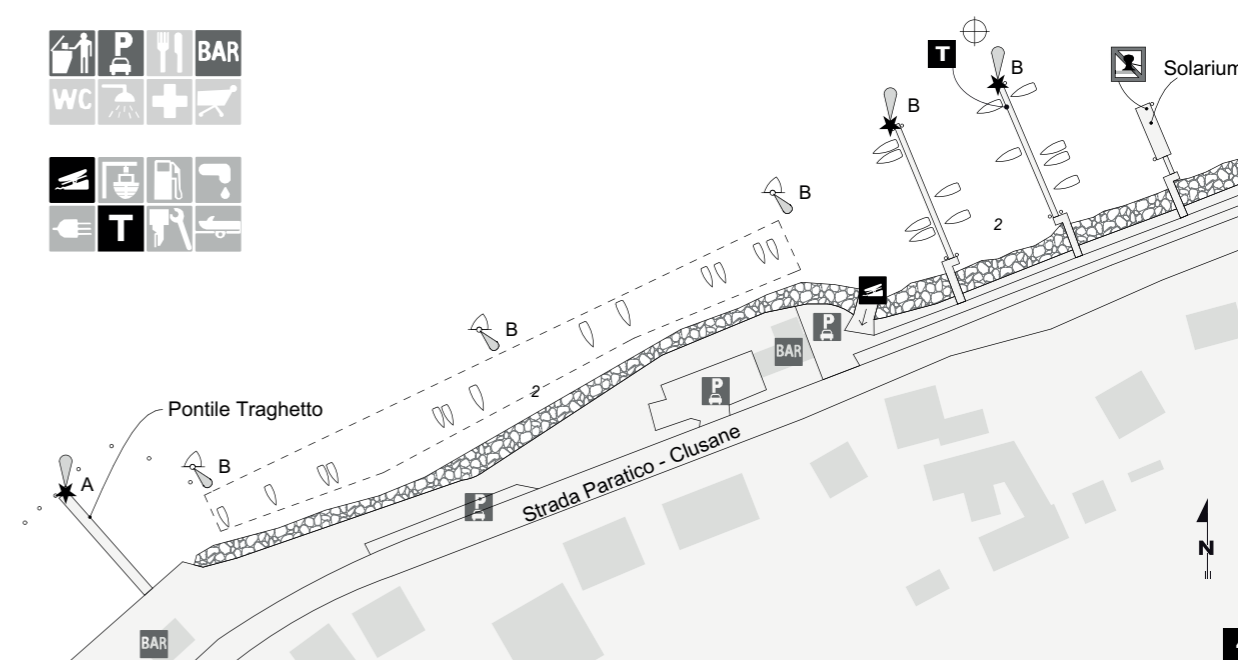 P
BAR
WC
T
T
B
B
Solarium
B
2
B
P
BAR
P
2
Pontile Traghetto
B
A
P
Strada Paratico - Clusane
N
BAR